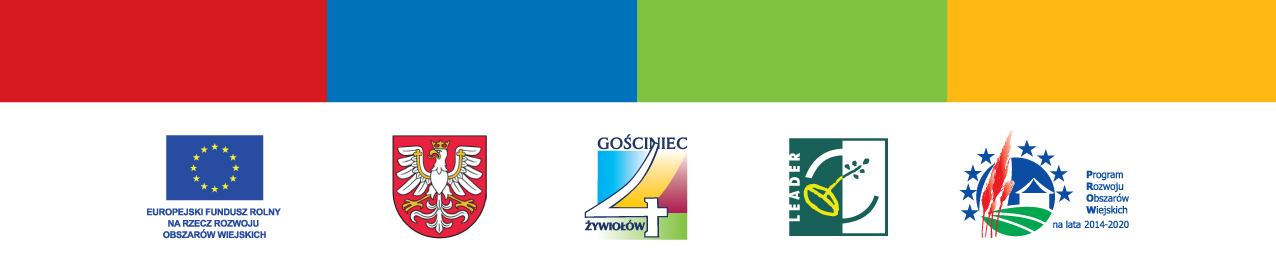 EUROPEJSKI FUNDUSZ ROLNY
NA RZECZ ROZWOJU
OBSZARÓW WIEJSKICH
GOŚCINIEC
4
ŻYWIOŁÓW
LEADER
Program
Rozwoju
Obszarów
Wiejskich
na lata 2014-2020